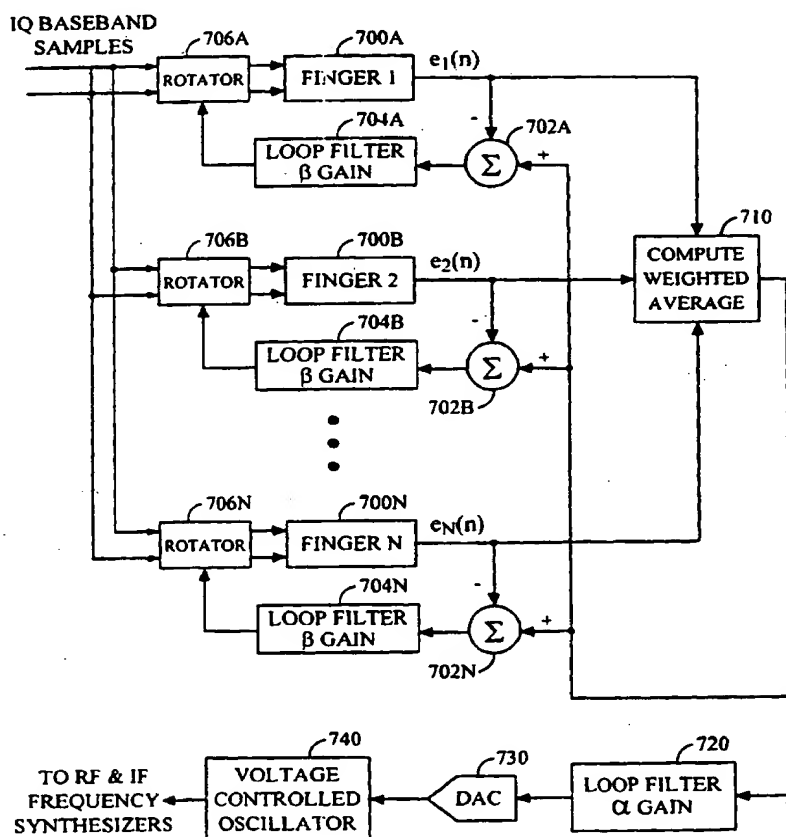 IQ BASEBAND
SAMPLES
706A
ROTATOR
700A
FINGER 1
e1(n)
704A
LOOP FILTER
β GAIN
-
702A
Σ
+
710
COMPUTE
WEIGHTED
AVERAGE
706B
ROTATOR
700B
FINGER 2
e2(n)
704B
LOOP FILTER
β GAIN
-
Σ
+
702B
706N
ROTATOR
700N
FINGER N
eN(n)
704N
LOOP FILTER
β GAIN
-
Σ
+
702N
TO RF & IF
FREQUENCY
SYNTHESIZERS
740
VOLTAGE
CONTROLLED
OSCILLATOR
730
DAC
720
LOOP FILTER
α GAIN